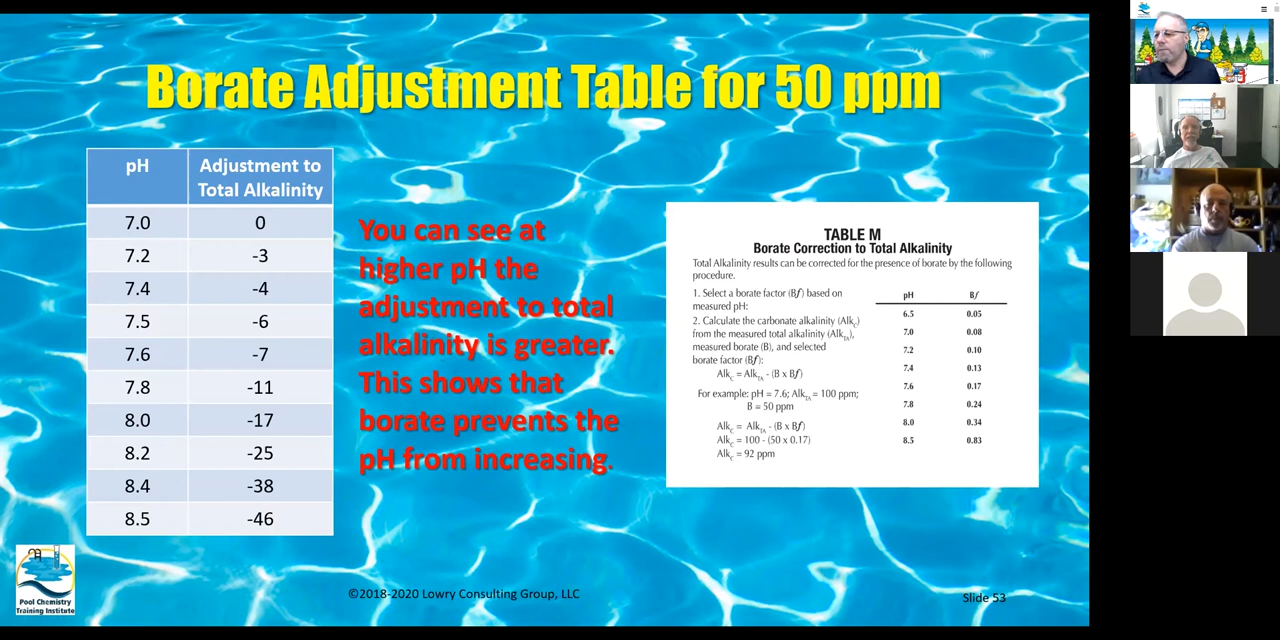 Borate Adjustment Table for 50 ppm
pH Adjustment to
Total Alkalinity
7.0 0
7.2 -3
7.4 -4
7.5 -6
7.6 -7
7.8 -11
8.0 -17
8.2 -25
8.4 -38
8.5 -46
You can see at
higher pH the
adjustment to total
alkalinity is greater.
This shows that
borate prevents the
pH from increasing.
TABLE M
Borate Correction to Total Alkalinity
Total Alkalinity results can be corrected for the presence of borate by the following
procedure.
1. Select a borate factor (Bf) based on
measured pH:
2. Calculate the carbonate alkalinity (Alkc)
from the measured total alkalinity (AlkTA),
measured borate (B), and selected
borate factor (Bf):
Alkc = AlkTA - (B x Bf)
For example: pH = 7.6; AlkTA = 100 ppm;
B = 50 ppm
Alkc = AlkTA - (B x Bf)
Alkc = 100 - (50 x 0.17)
Alkc = 92 ppm
pH Bf
6.5 0.05
7.0 0.08
7.2 0.10
7.4 0.13
7.6 0.17
7.8 0.24
8.0 0.34
8.5 0.83
Pool Chemistry
Training Institute
©2018-2020 Lowry Consulting Group, LLC
Slide 53